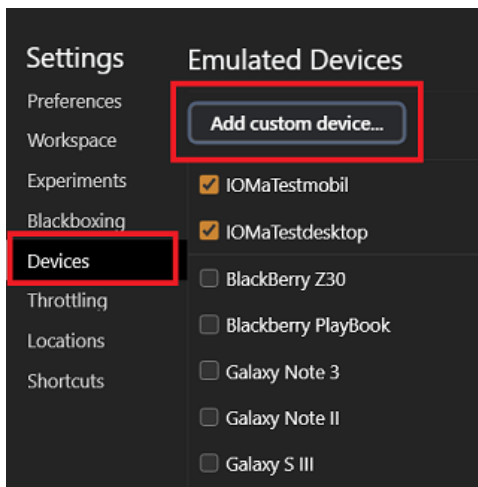 Settings
Preferences
Workspace
Experiments
Blackboxing
Devices
Throttling
Locations
Shortcuts
Emulated Devices
Add custom device...
IOMaTestmobil
IOMaTestdesktop
BlackBerry Z30
Blackberry PlayBook
Galaxy Note 3
Galaxy Note II
Galaxy S III